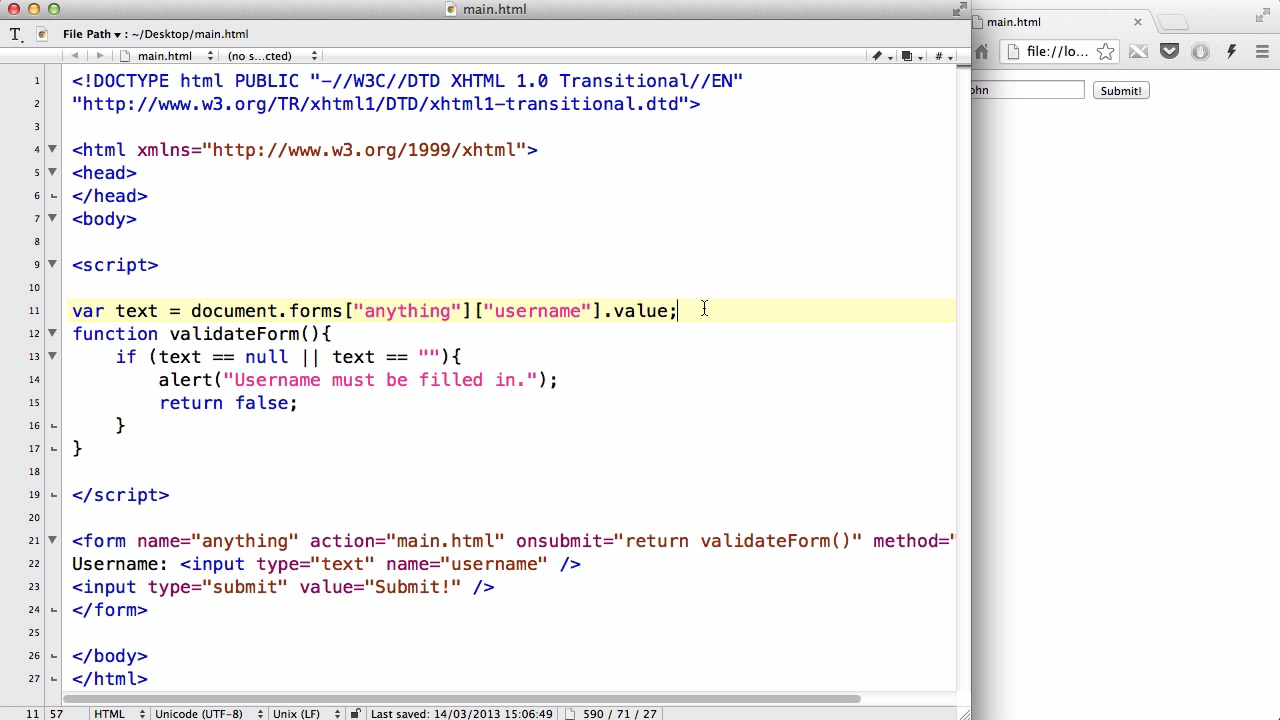 main.html
File Path ▾ : ~/Desktop/main.html
main.html (no s...cted) #
1 <!DOCTYPE html PUBLIC "-//W3C//DTD XHTML 1.0 Transitional//EN"
2 "http://www.w3.org/TR/xhtml1/DTD/xhtml1-transitional.dtd">
3
4 <html xmlns="http://www.w3.org/1999/xhtml">
5 <head>
6 </head>
7 <body>
8
9 <script>
10
11 var text = document.forms["anything"]["username"].value;
12 function validateForm(){
13 if (text == null || text == ""){
14 alert("Username must be filled in.");
15 return false;
16 }
17 }
18
19 </script>
20
21 <form name="anything" action="main.html" onsubmit="return validateForm()" method="
22 Username: <input type="text" name="username" />
23 <input type="submit" value="Submit!" />
24 </form>
25
26 </body>
27 </html>
11 57 HTML Unicode (UTF-8) Unix (LF) Last saved: 14/03/2013 15:06:49 590 / 71 / 27
main.html
file://lo...
ohn Submit!